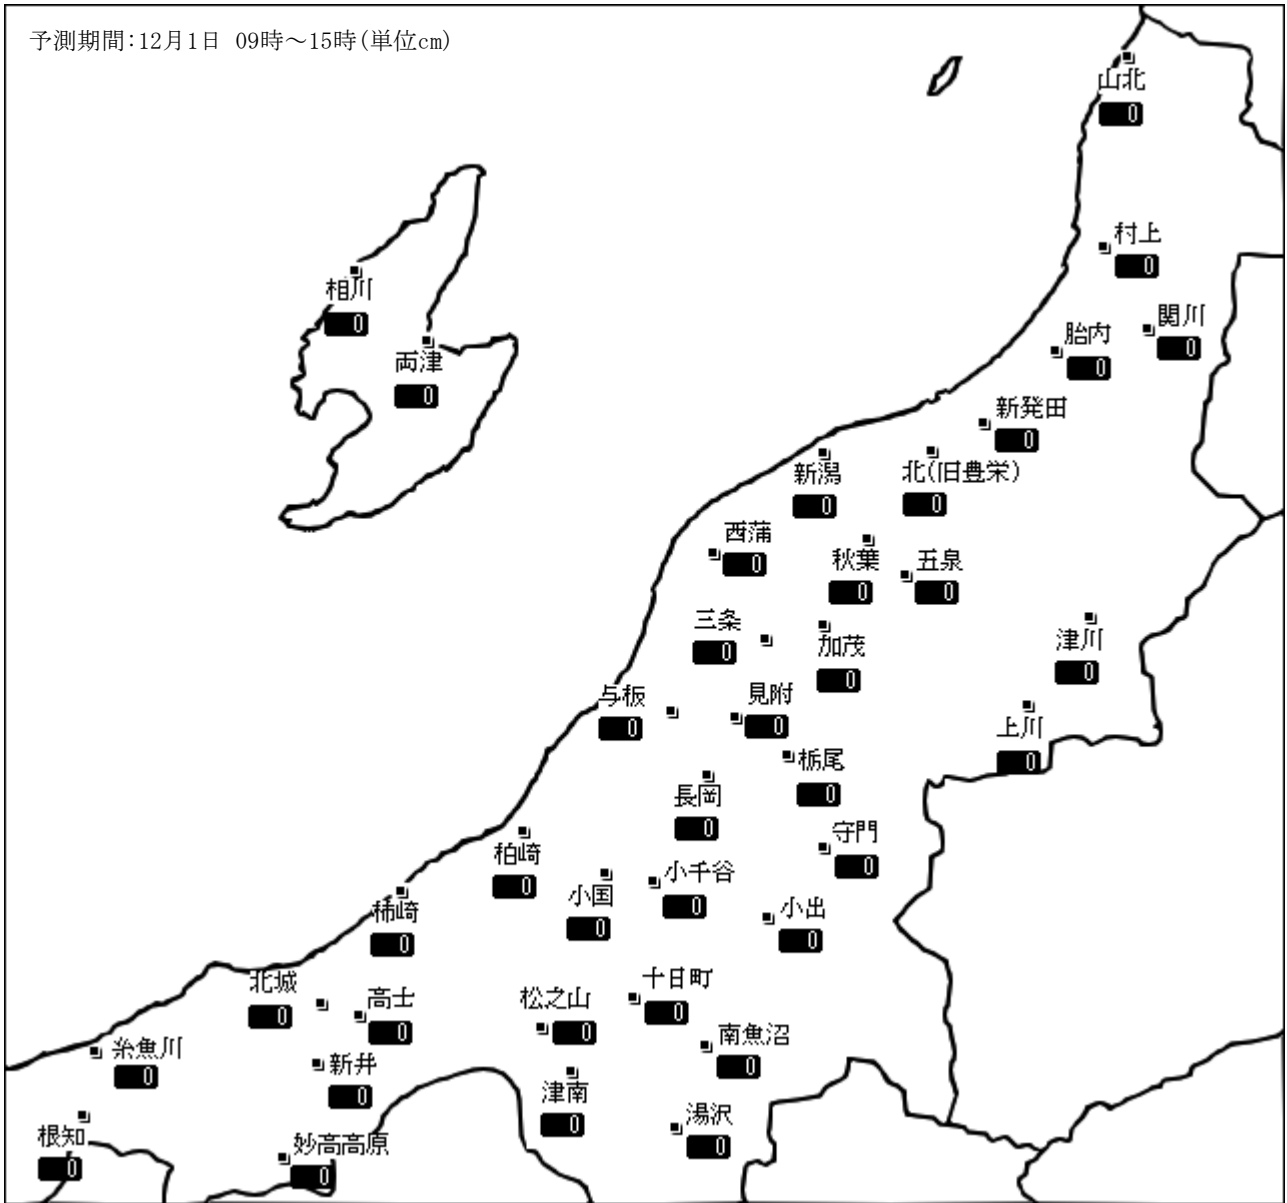 予測期間:12月1日 09時～15時(単位cm)
山北
0
村上
0
相川
0
関川
0
胎内
0
両津
0
新発田
0
新潟
0
北(旧豊栄)
0
西蒲
0
秋葉
0
五泉
0
三条
0
加茂
0
津川
0
与板
0
見附
0
上川
0
栃尾
0
長岡
0
守門
0
柏崎
0
小千谷
0
小国
0
小出
0
柿崎
0
北城
0
高士
0
松之山
0
十日町
0
南魚沼
0
糸魚川
0
新井
0
津南
0
湯沢
0
根知
0
妙高高原
0